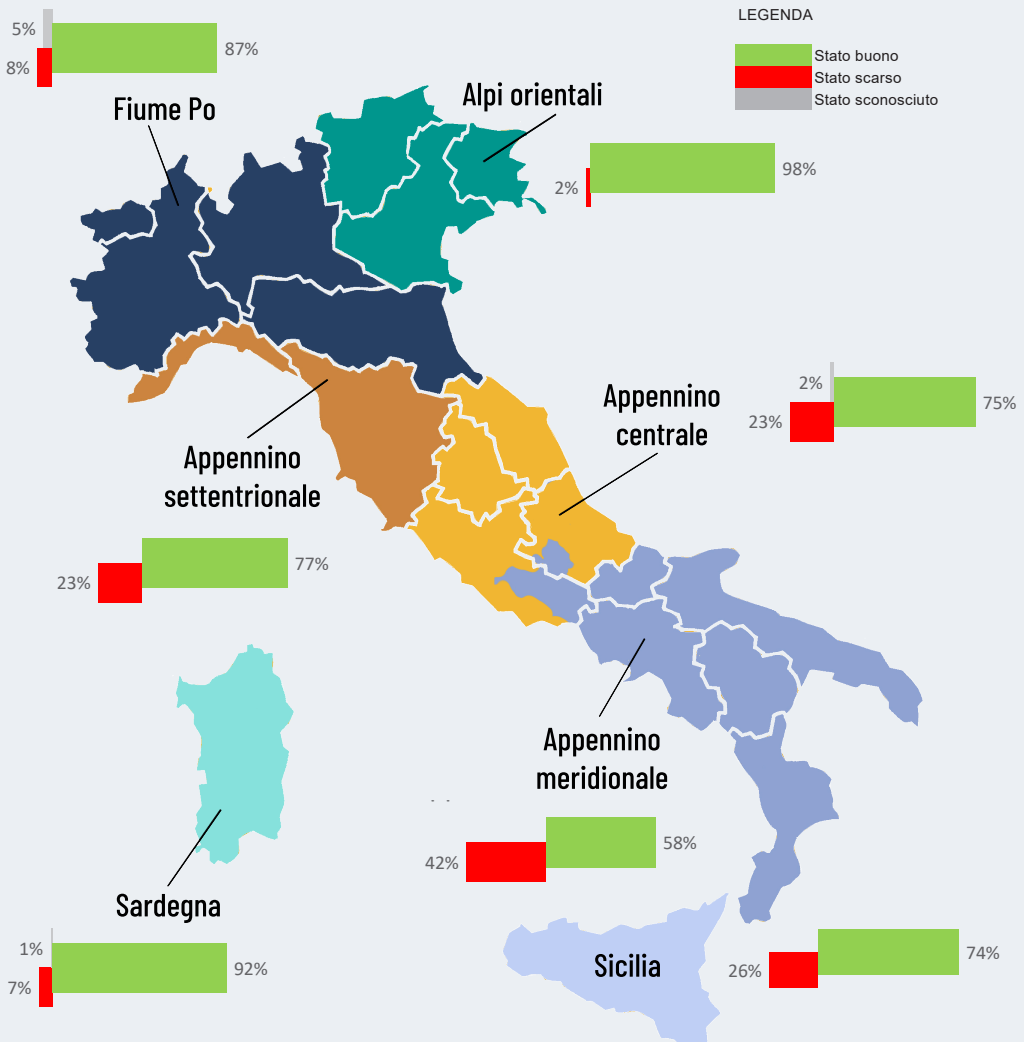 LEGENDA
Stato buono
Stato scarso
Stato sconosciuto
5%
8%
87%
Fiume Po
Alpi orientali
2%
98%
Appennino
centrale
2%
23%
75%
Appennino
settentrionale
23%
77%
Appennino
meridionale
42%
58%
Sardegna
1%
7%
92%
Sicilia
26%
74%